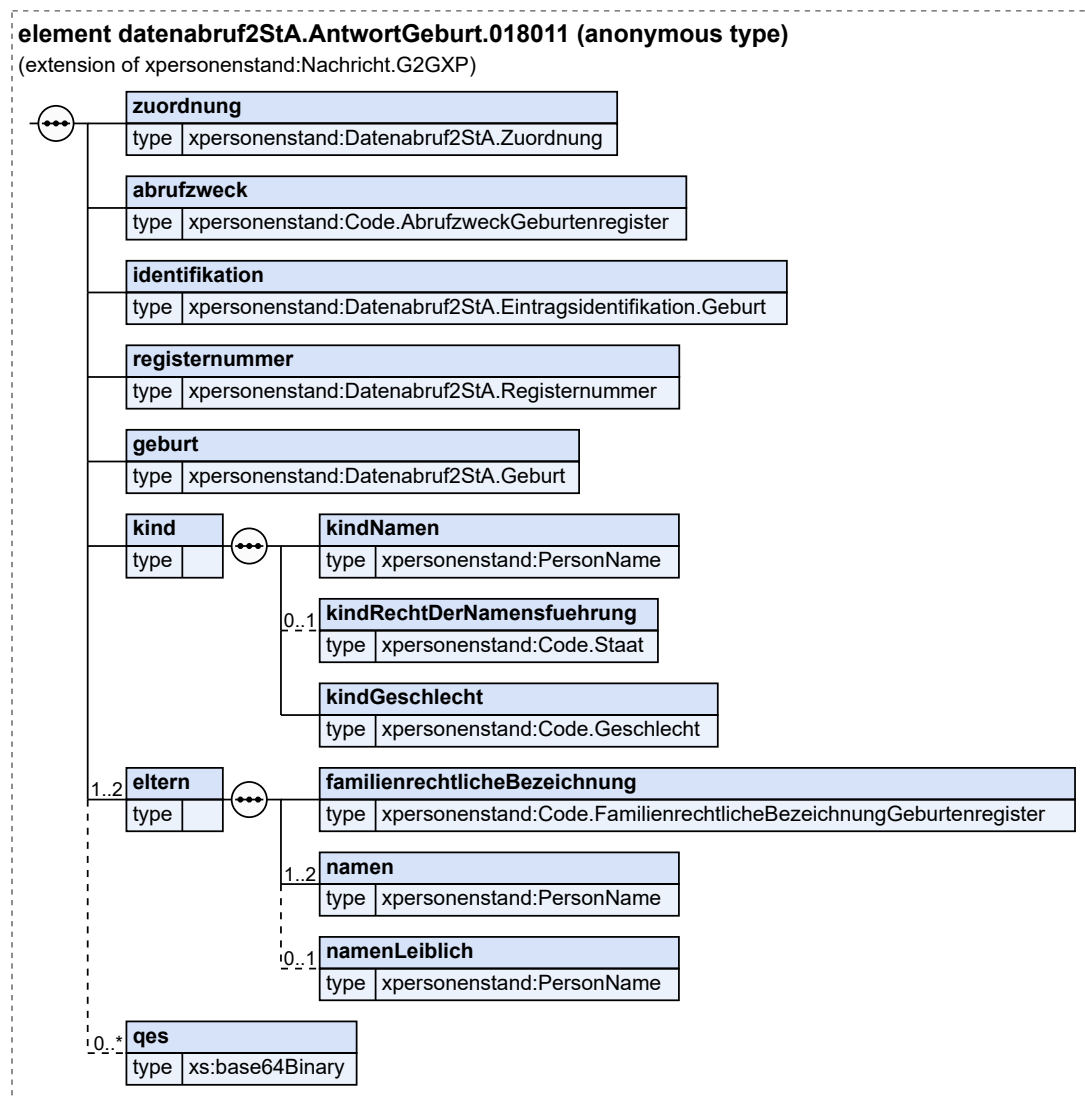 element datenabruf2StA.AntwortGeburt.018011 (anonymous type)
(extension of xpersonenstand:Nachricht.G2GXP)
zuordnung
type xpersonenstand:Datenabruf2StA.Zuordnung
abrufzweck
type xpersonenstand:Code.AbrufzweckGeburtenregister
identifikation
type xpersonenstand:Datenabruf2StA.Eintragsidentifikation.Geburt
registernummer
type xpersonenstand:Datenabruf2StA.Registernummer
geburt
type xpersonenstand:Datenabruf2StA.Geburt
kind
type
kindNamen
type xpersonenstand:PersonName
0..1
kindRechtDerNamensfuehrung
type xpersonenstand:Code.Staat
kindGeschlecht
type xpersonenstand:Code.Geschlecht
1..2
eltern
type
familienrechtlicheBezeichnung
type xpersonenstand:Code.FamilienrechtlicheBezeichnungGeburtenregister
1..2
namen
type xpersonenstand:PersonName
0..1
namenLeiblich
type xpersonenstand:PersonName
0..*
qes
type xs:base64Binary